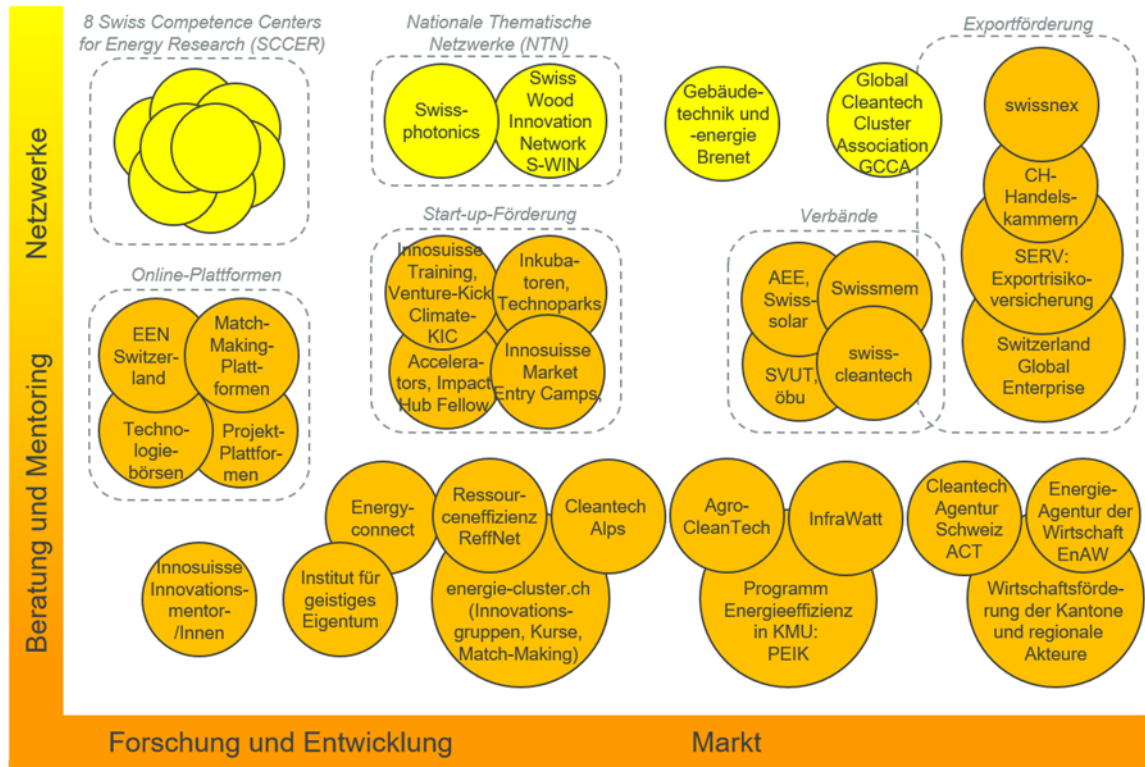 8 Swiss Competence Centers
for Energy Research (SCCER)
Nationale Thematische
Netzwerke (NTN)
Exportförderung
Swiss-
photonics
Swiss
Wood
Innovation
Network
S-WIN
Gebäude-
technik und
-energie
Brenet
Global
Cleantech
Cluster
Association
GCCA
swissnex
CH-
Handels-
kammern
SERV:
Exportrisiko-
versicherung
Switzerland
Global
Enterprise
Netzwerke
Beratung und Mentoring
Online-Plattformen
EEN
Switzer-
land
Match-
Making-
Platt-
formen
Techno-
logie-
börsen
Projekt-
Plattfor-
men
Start-up-Förderung
Innosuisse
Training,
Venture-Kick
Climate-
KIC
Inkuba-
toren,
Technoparks
Accelera-
tors, Impact
Hub Fellow
Innosuisse
Market
Entry Camps,
Verbände
AEE,
Swiss-
solar
Swissmem
SVUT,
öbu
swiss-
cleantech
Energy-
connect
Ressour-
ceneffizienz
ReffNet
Cleantech
Alps
Agro-
CleanTech
InfraWatt
Cleantech
Agentur
Schweiz
ACT
Energie-
Agentur der
Wirtschaft
EnAW
Innosuisse
Innovations-
mentor-
/Innen
Institut für
geistiges
Eigentum
energie-cluster.ch
(Innovations-
gruppen, Kurse,
Match-Making)
Programm
Energieeffizienz
in KMU:
PEIK
Wirtschaftsförde-
rung der Kantone
und regionale
Akteure
Forschung und Entwicklung
Markt